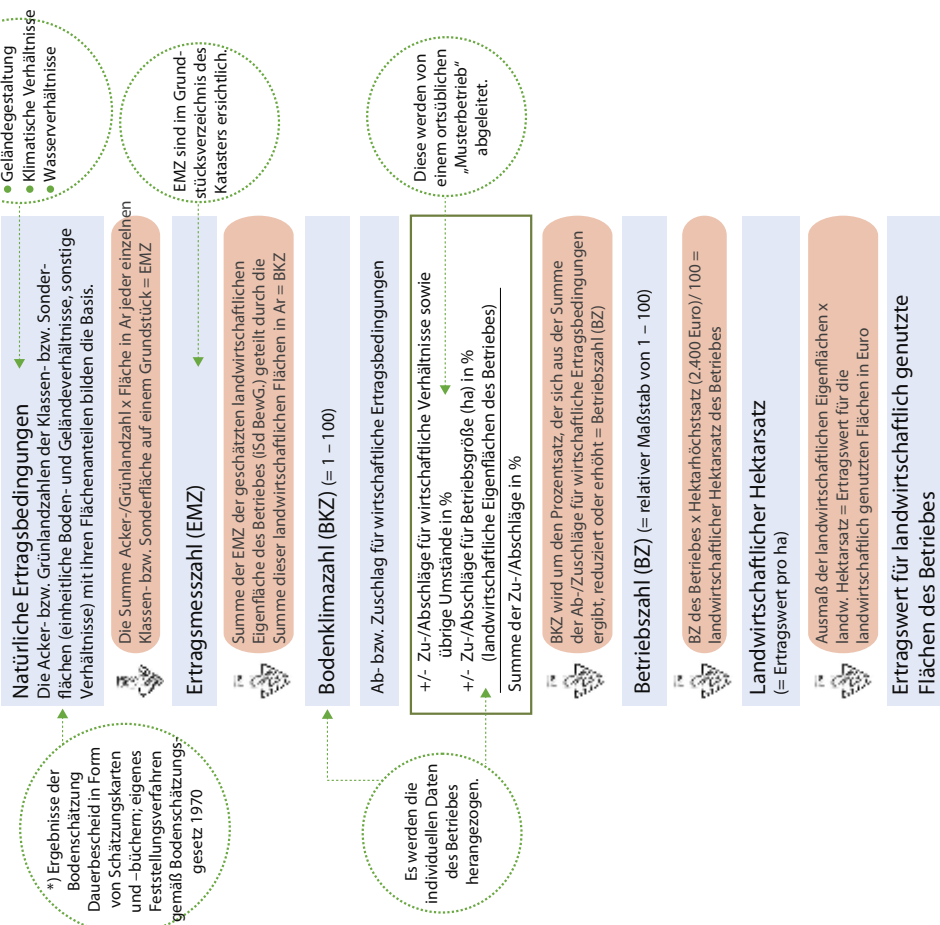 ● Geländegestaltung
● Klimatische Verhältnisse
● Wasserverhältnisse
*) Ergebnisse der
Bodenschätzung
Dauerbescheid in Form
von Schätzungskarten
und –büchern; eigenes
Feststellungsverfahren
gemäß Bodenschätzungs-
gesetz 1970
Natürliche Ertragsbedingungen
Die Acker- bzw. Grünlandzahlen der Klassen- bzw. Sonder-
flächen (einheitliche Boden- und Geländeverhältnisse, sonstige
Verhältnisse) mit ihren Flächenanteilen bilden die Basis.
Die Summe Acker-/Grünlandzahl x Fläche in Ar jeder einzelnen
Klassen- bzw. Sonderfläche auf einem Grundstück = EMZ
EMZ sind im Grund-
stücksverzeichnis des
Katasters ersichtlich.
Ertragsmesszahl (EMZ)
Summe der EMZ der geschätzten landwirtschaftlichen
Eigenfläche des Betriebes (iSd BewG.) geteilt durch die
Summe dieser landwirtschaftlichen Flächen in Ar = BKZ
Bodenklimazahl (BKZ) (= 1 – 100)
Ab- bzw. Zuschlag für wirtschaftliche Ertragsbedingungen
+/- Zu-/Abschläge für wirtschaftliche Verhältnisse sowie
übrige Umstände in %
+/- Zu-/Abschläge für Betriebsgröße (ha) in %
(landwirtschaftliche Eigenflächen des Betriebes)
Summe der Zu-/Abschläge in %
Diese werden von
einem ortsüblichen
„Musterbetrieb“
abgeleitet.
Es werden die
individuellen Daten
des Betriebes
herangezogen.
BKZ wird um den Prozentsatz, der sich aus der Summe
der Ab-/Zuschläge für wirtschaftliche Ertragsbedingungen
ergibt, reduziert oder erhöht = Betriebszahl (BZ)
Betriebszahl (BZ) (= relativer Maßstab von 1 – 100)
BZ des Betriebes x Hektarhöchstsatz (2.400 Euro)/ 100 =
landwirtschaftlicher Hektarsatz des Betriebes
Landwirtschaftlicher Hektarsatz
(= Ertragswert pro ha)
Ausmaß der landwirtschaftlichen Eigenflächen x
landw. Hektarsatz = Ertragswert für die
landwirtschaftlich genutzten Flächen in Euro
Ertragswert für landwirtschaftlich genutzte
Flächen des Betriebes